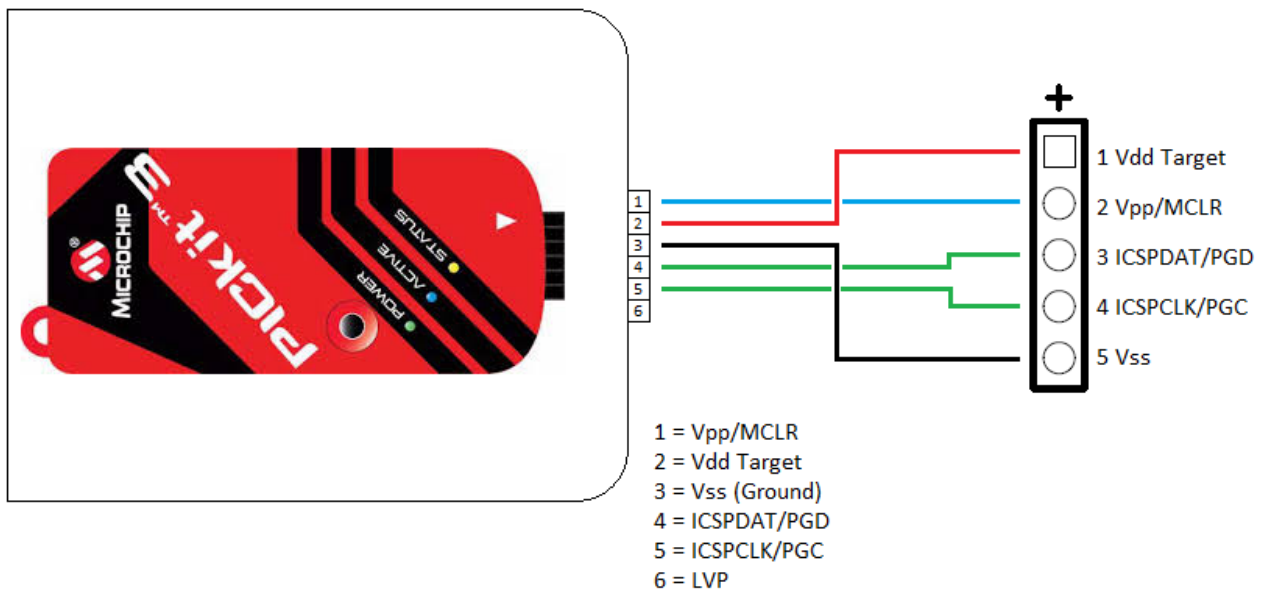 MICROCHIP
®
PICkit™ 3
STATUS
ACTIVE
POWER
1
2
3
4
5
6
+
1 Vdd Target
2 Vpp/MCLR
3 ICSPDAT/PGD
4 ICSPCLK/PGC
5 Vss
1 = Vpp/MCLR
2 = Vdd Target
3 = Vss (Ground)
4 = ICSPDAT/PGD
5 = ICSPCLK/PGC
6 = LVP